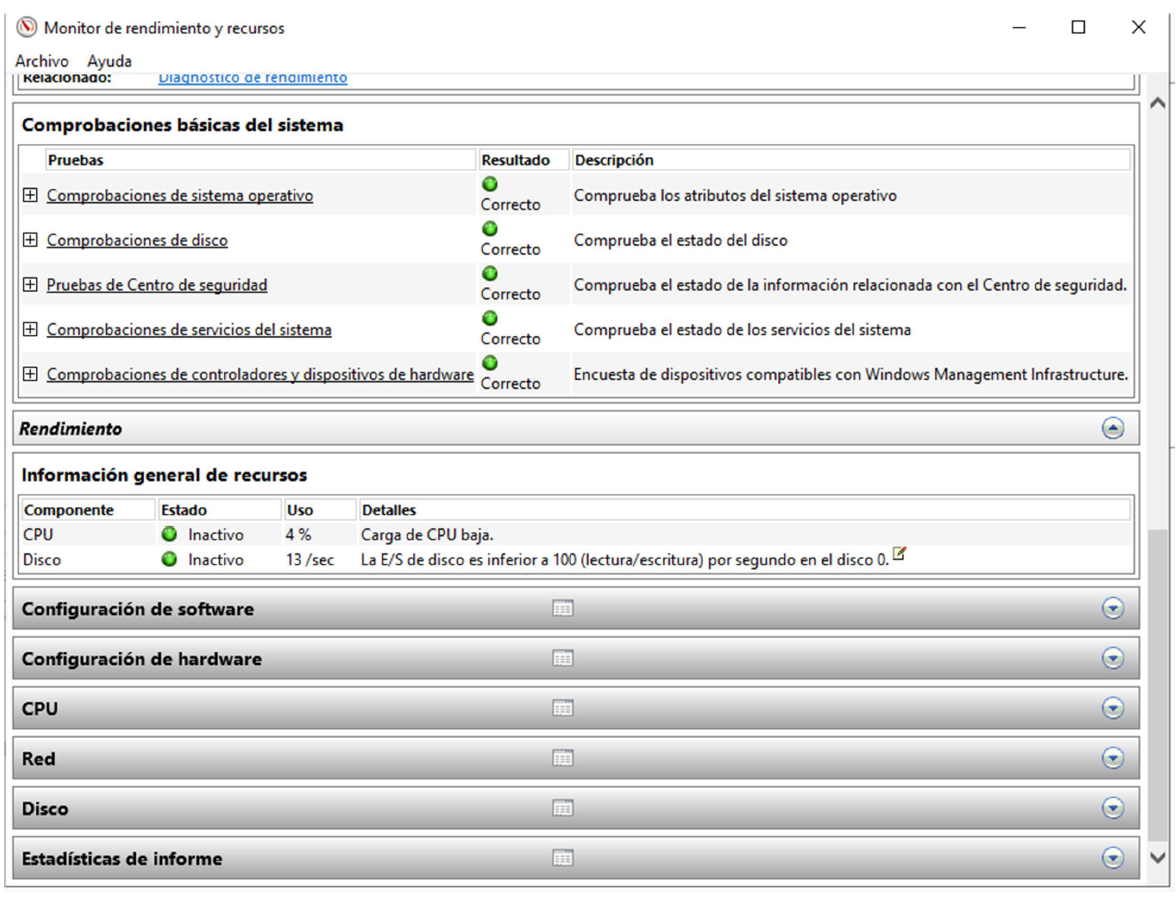 Monitor de rendimiento y recursos
Archivo Ayuda
Relacionado: Diagnóstico de rendimiento
Comprobaciones básicas del sistema
Pruebas Resultado Descripción
Comprobaciones de sistema operativo Correcto Comprueba los atributos del sistema operativo
Comprobaciones de disco Correcto Comprueba el estado del disco
Pruebas de Centro de seguridad Correcto Comprueba el estado de la información relacionada con el Centro de seguridad.
Comprobaciones de servicios del sistema Correcto Comprueba el estado de los servicios del sistema
Comprobaciones de controladores y dispositivos de hardware Correcto Encuesta de dispositivos compatibles con Windows Management Infrastructure.
Rendimiento
Información general de recursos
Componente Estado Uso Detalles
CPU Inactivo 4 % Carga de CPU baja.
Disco Inactivo 13 /sec La E/S de disco es inferior a 100 (lectura/escritura) por segundo en el disco 0.
Configuración de software
Configuración de hardware
CPU
Red
Disco
Estadísticas de informe